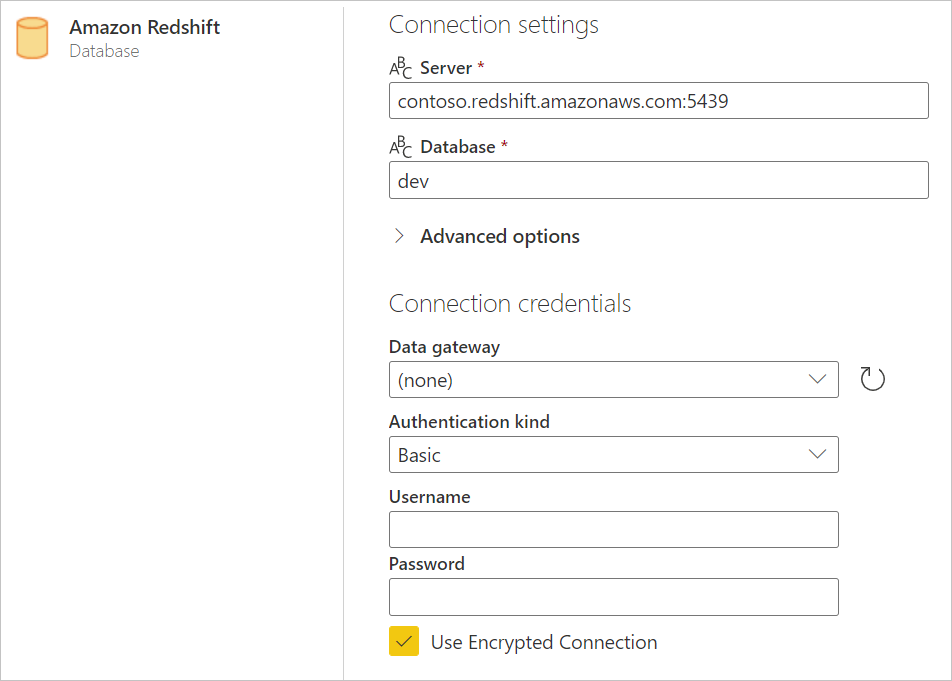 Amazon Redshift
Database
Connection settings
ABC Server *
contoso.redshift.amazonaws.com:5439
ABC Database *
dev
Advanced options
Connection credentials
Data gateway
(none)
Authentication kind
Basic
Username
Password
Use Encrypted Connection